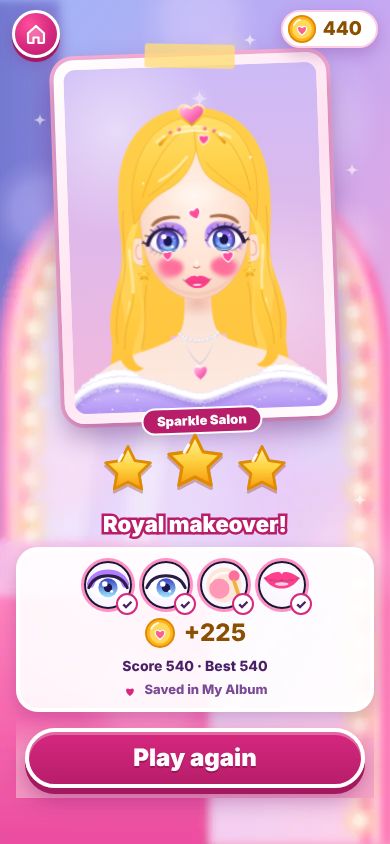 440
Sparkle Salon
Royal makeover!
+225
Score 540 · Best 540
Saved in My Album
Play again